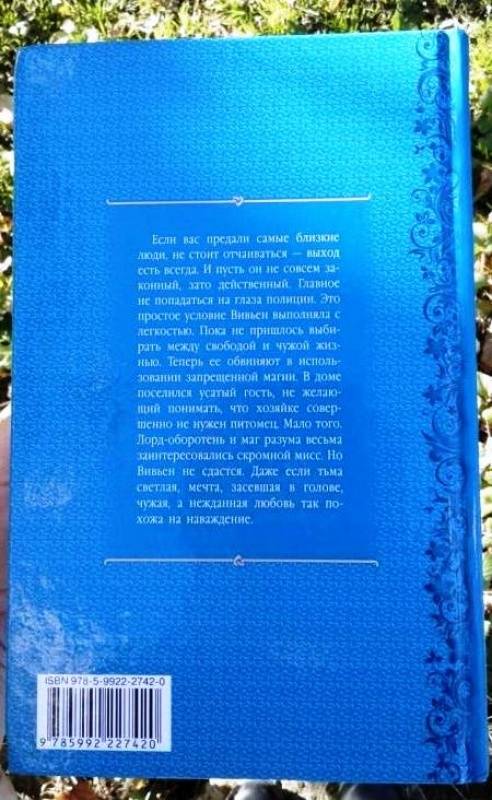 Если вас предали самые близкие
люди, не стоит отчаиваться — выход
есть всегда. И пусть он не совсем за-
конный, зато действенный. Главное
не попадаться на глаза полиции. Это
простое условие Вивьен выполняла с
легкостью. Пока не пришлось выби-
рать между свободой и чужой жиз-
нью. Теперь ее обвиняют в исполь-
зовании запрещенной магии. В доме
поселился усатый гость, не желаю-
щий понимать, что хозяйке совер-
шенно не нужен питомец. Мало того.
Лорд-оборотень и маг разума весьма
заинтересовались скромной мисс. Но
Вивьен не сдастся. Даже если тьма
светлая, мечта, засевшая в голове,
чужая, а нежданная любовь так по-
хожа на наваждение.
ISBN 978-5-9922-2742-0
9 785992 227420